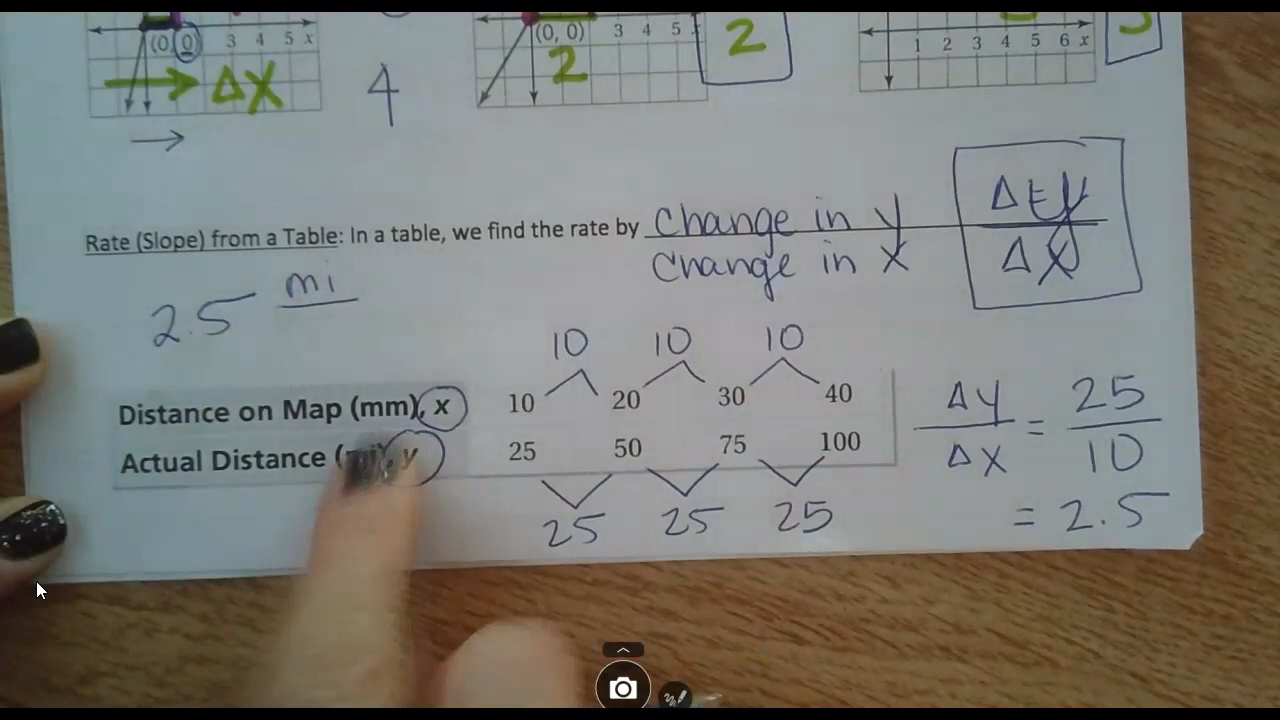 (0, 0) 3 4 5 x
ΔX
4
(0, 0) 3 4 5
2
2
1 2 3 4 5 6 x
Rate (Slope) from a Table: In a table, we find the rate by change in y
change in x
Δy
Δx
2.5 mi
10 10 10
Distance on Map (mm), x 10 20 30 40
Actual Distance (mi), y 25 50 75 100
25 25 25
Δy = 25
Δx 10
= 2.5